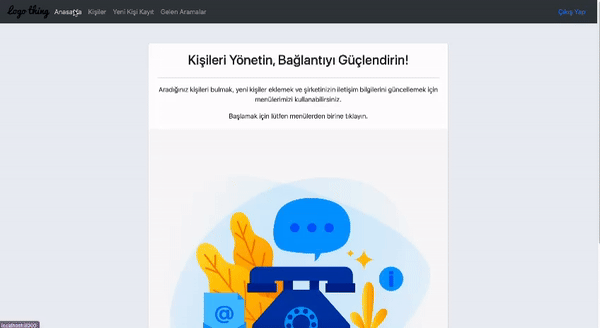 Logo thing Anasayfa Kişiler Yeni Kişi Kayıt Gelen Aramalar Çıkış Yap
Kişileri Yönetin, Bağlantıyı Güçlendirin!
Aradığınız kişileri bulmak, yeni kişiler eklemek ve şirketinizin iletişim bilgilerini güncellemek için
menülerimizi kullanabilirsiniz.
Başlamak için lütfen menülerden birine tıklayın.
@
i
localhost:3000